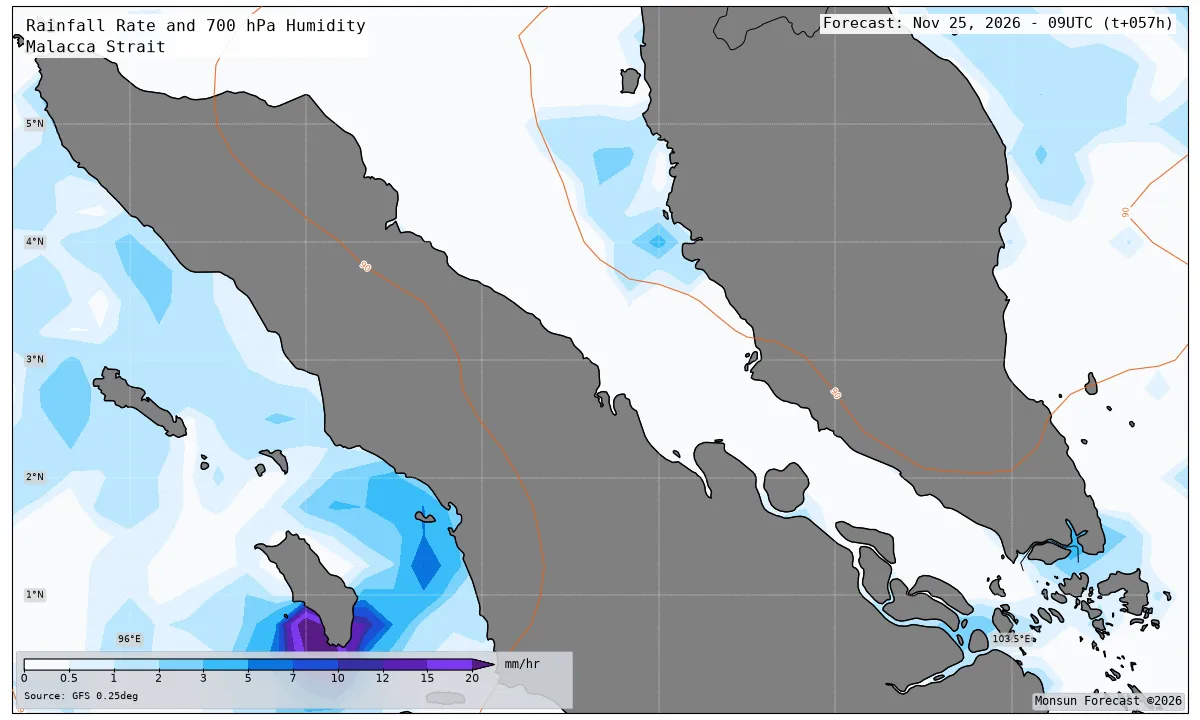 Rainfall Rate and 700 hPa Humidity
Malacca Strait
Forecast: Nov 25, 2026 - 09UTC (t+057h)
5°N
90
4°N
90
3°N
90
2°N
1°N
96°E
103.5°E
mm/hr
0 0.5 1 2 3 5 7 10 12 15 20
Source: GFS 0.25deg
Monsun Forecast ©2026